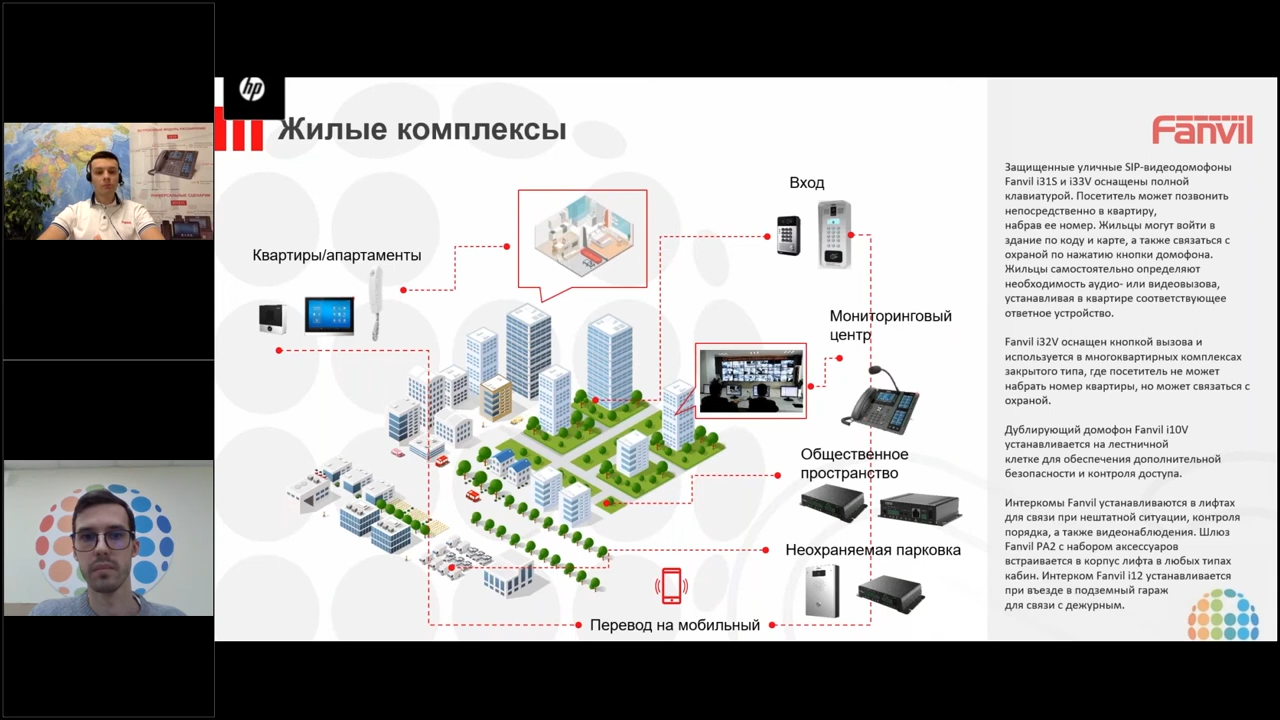 hp
Жилые комплексы
Fanvil
Вход
Квартиры/апартаменты
Мониторинговый
центр
Общественное
пространство
Неохраняемая парковка
Перевод на мобильный
Защищенные уличные SIP-видеодомофоны
Fanvil i31S и i33V оснащены полной
клавиатурой. Посетитель может позвонить
непосредственно в квартиру,
набрав ее номер. Жильцы могут войти в
здание по коду и карте, а также связаться с
охраной по нажатию кнопки домофона.
Жильцы самостоятельно определяют
необходимость аудио- или видеовызова,
устанавливая в квартире соответствующее
ответное устройство.
Fanvil i32V оснащен кнопкой вызова и
используется в многоквартирных комплексах
закрытого типа, где посетитель не может
набрать номер квартиры, но может связаться с
охраной.
Дублирующий домофон Fanvil i10V
устанавливается на лестничной
клетке для обеспечения дополнительной
безопасности и контроля доступа.
Интеркомы Fanvil устанавливаются в лифтах
для связи при нештатной ситуации, контроля
порядка, а также видеонаблюдения. Шлюз
Fanvil PA2 с набором аксессуаров
встраивается в корпус лифта в любых типах
кабин. Интерком Fanvil i12 устанавливается
при въезде в подземный гараж
для связи с дежурным.